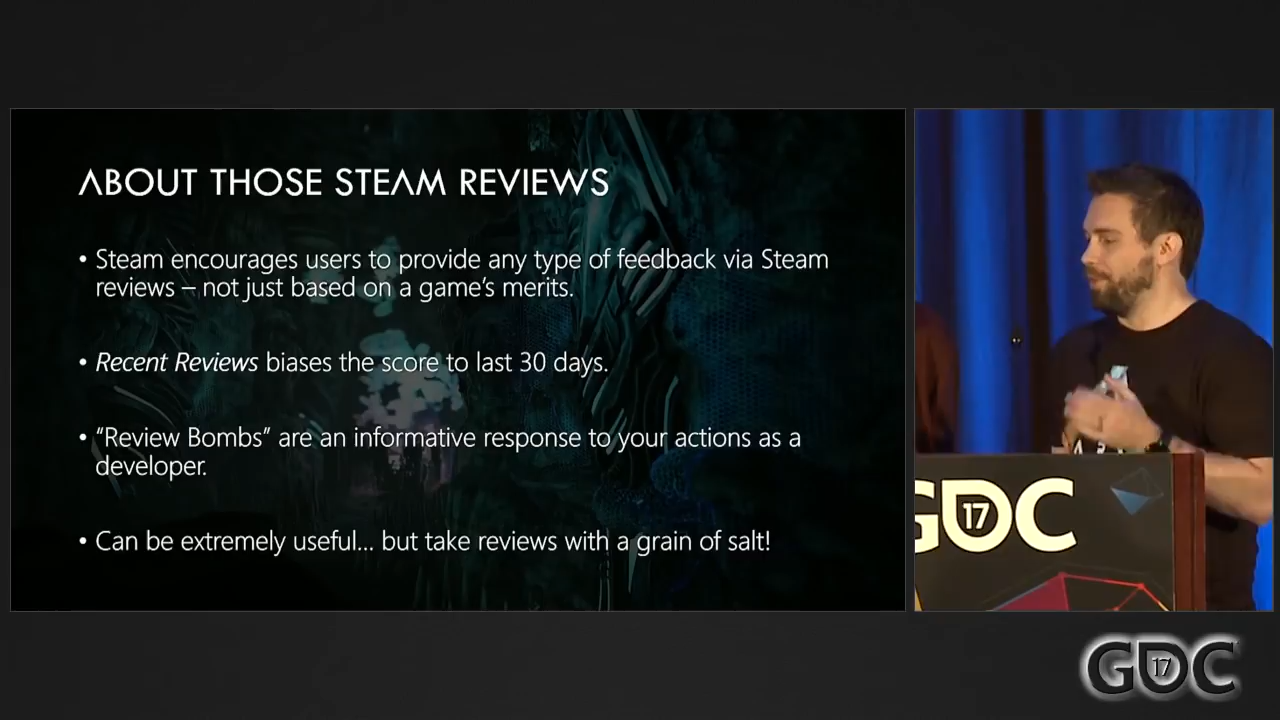 ABOUT THOSE STEAM REVIEWS
• Steam encourages users to provide any type of feedback via Steam
reviews – not just based on a game's merits.
• Recent Reviews biases the score to last 30 days.
• “Review Bombs” are an informative response to your actions as a
developer.
• Can be extremely useful... but take reviews with a grain of salt!
GDC
17
GDC
17